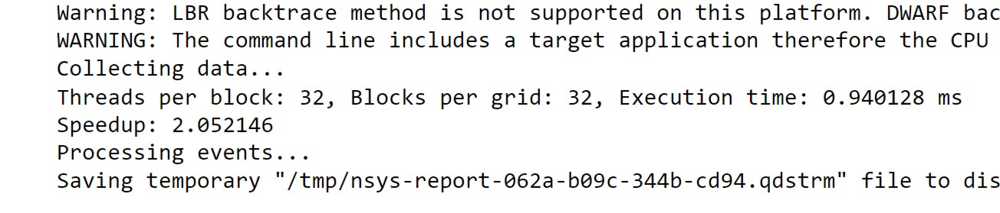 Warning: LBR backtrace method is not supported on this platform. DWARF bac
WARNING: The command line includes a target application therefore the CPU
Collecting data...
Threads per block: 32, Blocks per grid: 32, Execution time: 0.940128 ms
Speedup: 2.052146
Processing events...
Saving temporary "/tmp/nsys-report-062a-b09c-344b-cd94.qdstrm" file to dis